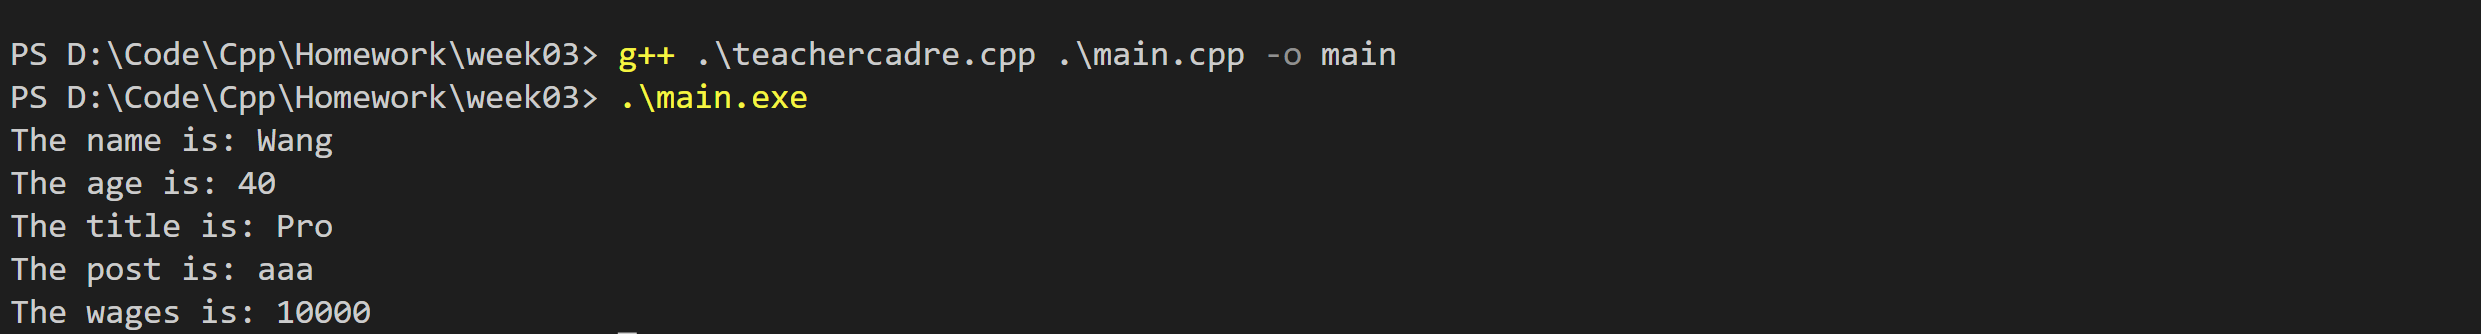 PS D:\Code\Cpp\Homework\week03> g++ .\teachercadre.cpp .\main.cpp -o main
PS D:\Code\Cpp\Homework\week03> .\main.exe
The name is: Wang
The age is: 40
The title is: Pro
The post is: aaa
The wages is: 10000